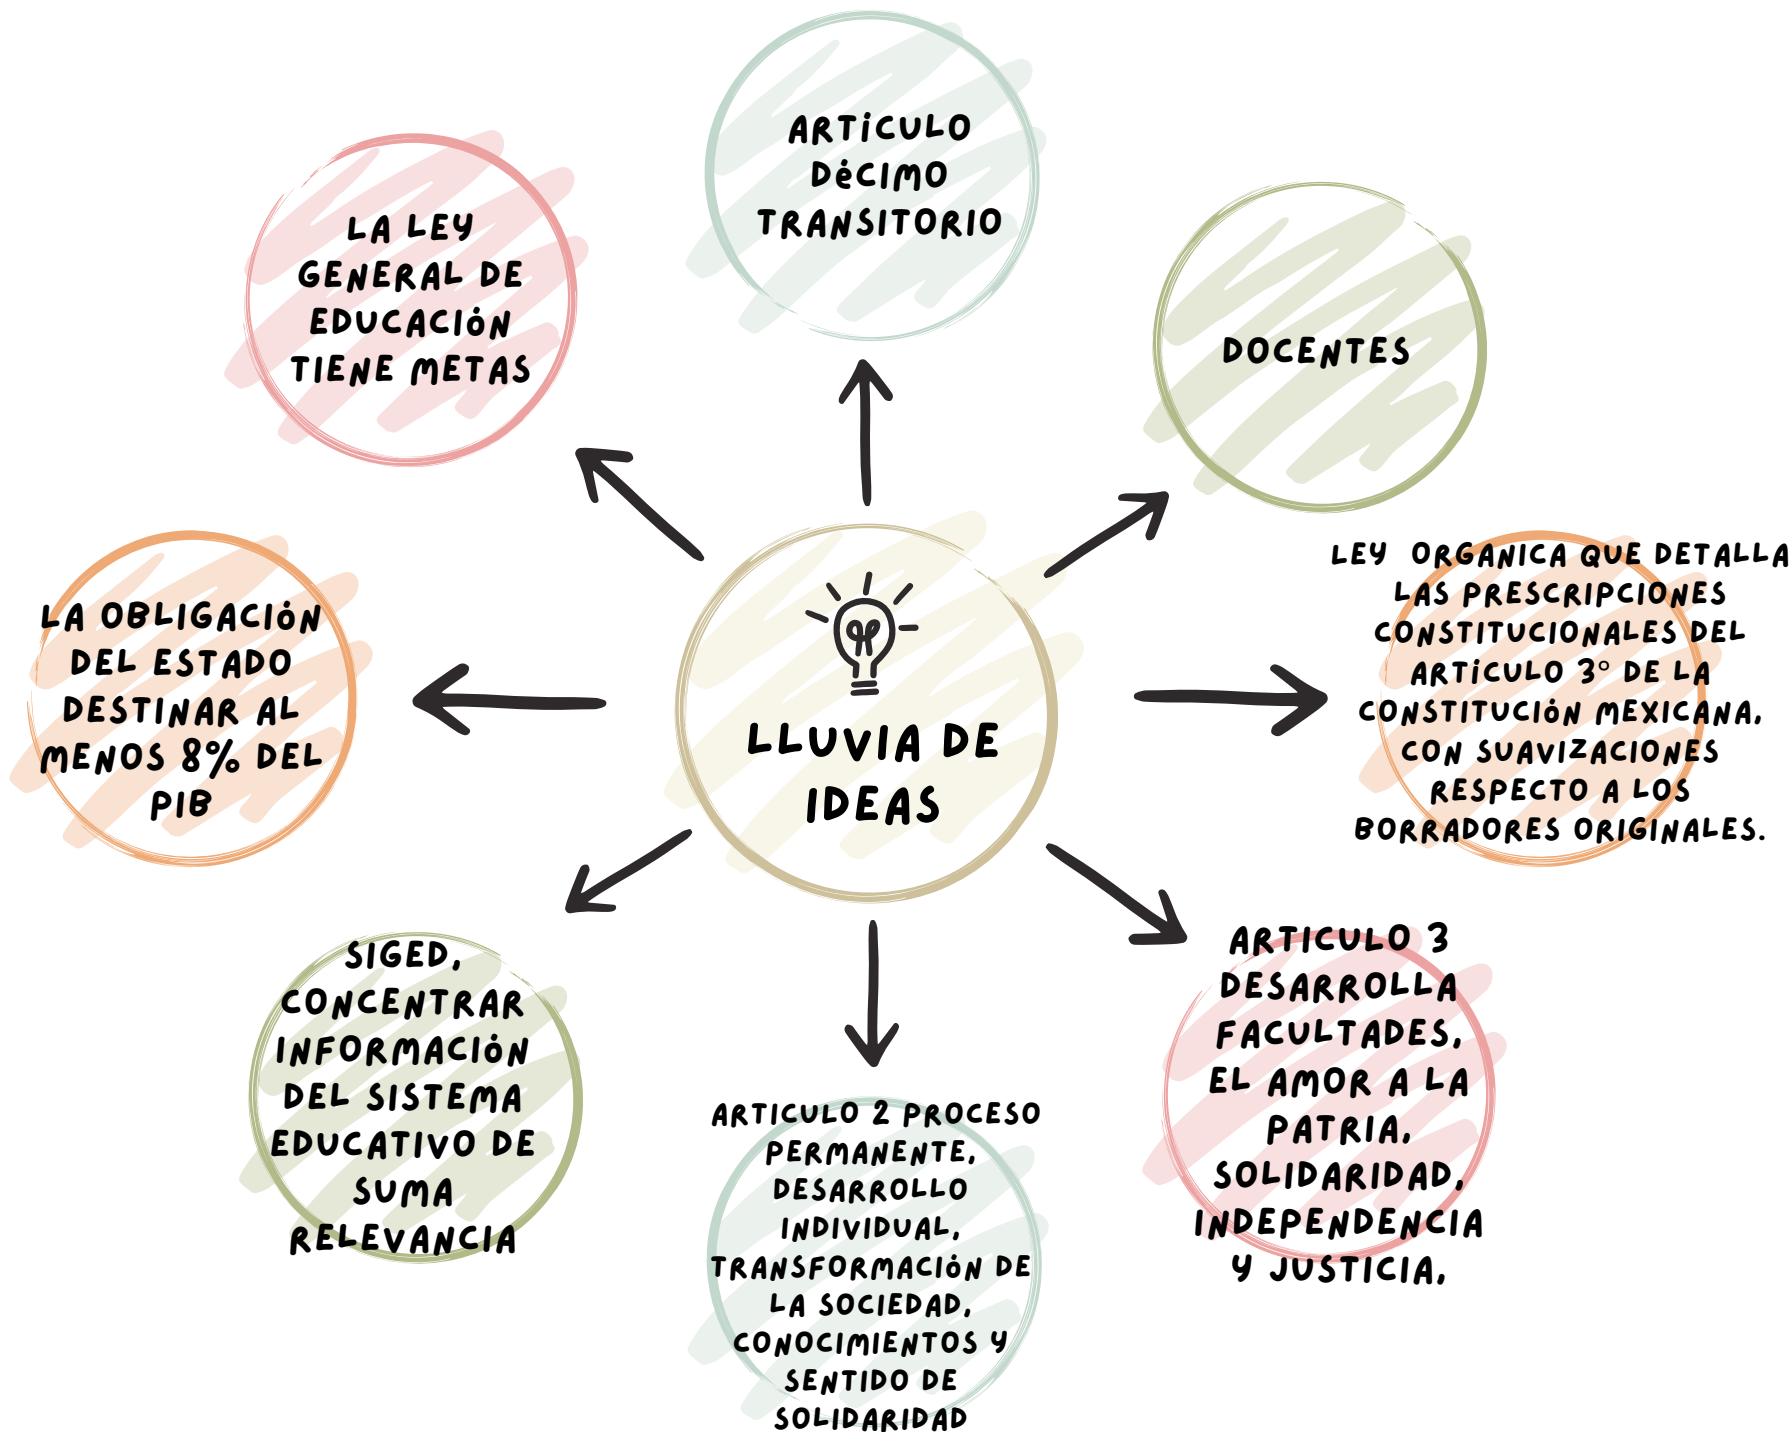 ARTÍCULO
DÉCIMO
TRANSITORIO
LA LEY
GENERAL DE
EDUCACIÓN
TIENE METAS
DOCENTES
LA OBLIGACIÓN
DEL ESTADO
DESTINAR AL
MENOS 8% DEL
PIB
LLUVIA DE
IDEAS
LEY ORGANICA QUE DETALLA
LAS PRESCRIPCIONES
CONSTITUCIONALES DEL
ARTÍCULO 3° DE LA
CONSTITUCIÓN MEXICANA,
CON SUAVIZACIONES
RESPECTO A LOS
BORRADORES ORIGINALES.
SIGED,
CONCENTRAR
INFORMACIÓN
DEL SISTEMA
EDUCATIVO DE
SUMA
RELEVANCIA
ARTICULO 2 PROCESO
PERMANENTE,
DESARROLLO
INDIVIDUAL,
TRANSFORMACIÓN DE
LA SOCIEDAD,
CONOCIMIENTOS Y
SENTIDO DE
SOLIDARIDAD
ARTICULO 3
DESARROLLA
FACULTADES,
EL AMOR A LA
PATRIA,
SOLIDARIDAD,
INDEPENDENCIA
Y JUSTICIA.